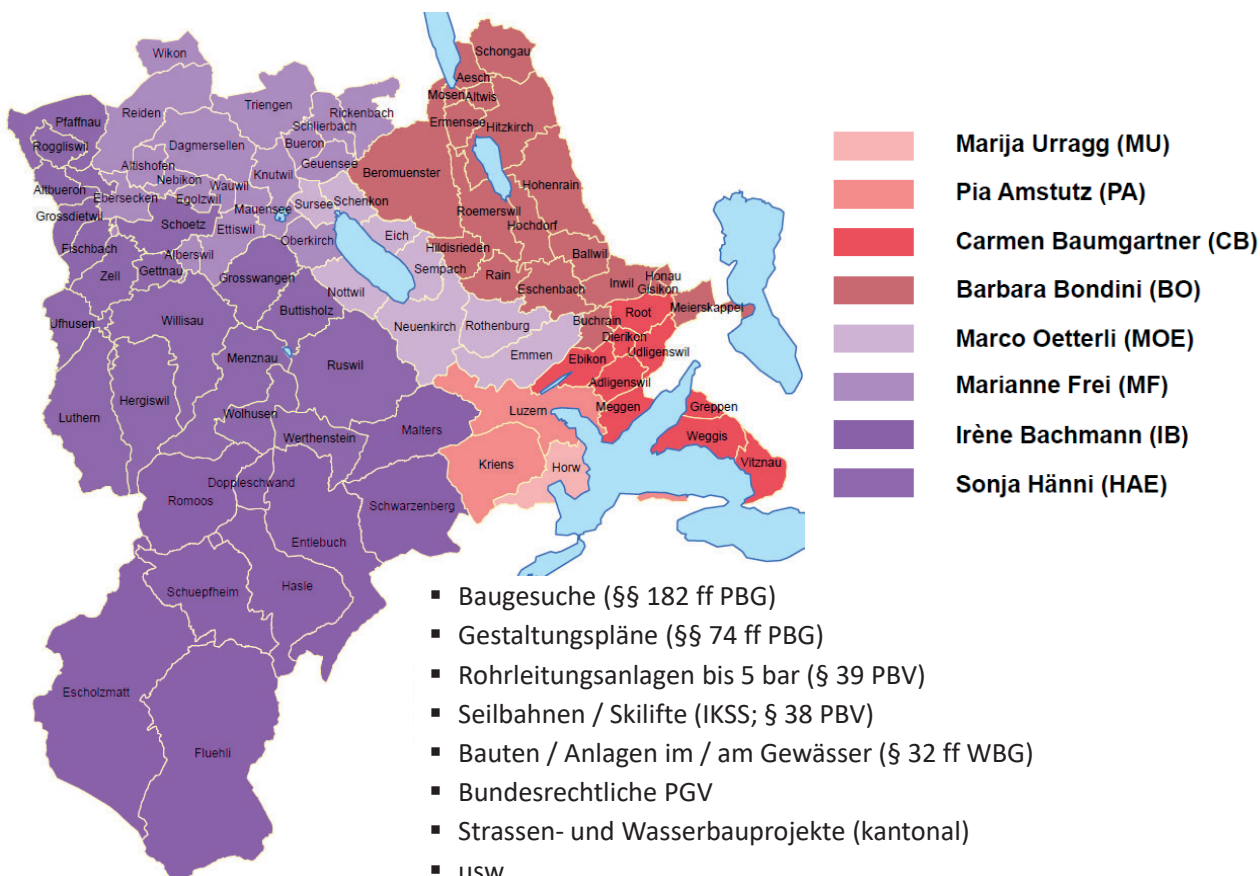 Wikon
Schongau
Aesch
Mosen Altwis
Reiden
Triengen
Rickenbach
Pfaffnau
Schlierbach
Ermensee
Hitzkirch
Roggliswil
Dagmersellen
Bueron
Altishofen
Geuensee
Beromuenster
Nebikon
Knutwil
Hohenrain
Altbueron
Wauwil
Ebersecken
Egolzwil
Sursee
Schenkon
Roemerswil
Grossdietwil
Mauensee
Schoetz
Hochdorf
Ettiswil
Oberkirch
Eich
Fischbach
Hildisrieden
Alberswil
Ballwil
Gettnau
Sempach
Zell
Grosswangen
Rain
Honau
Inwil
Gisikon
Eschenbach
Nottwil
Meierskappel
Buttisholz
Root
Willisau
Buchrain
Ufhusen
Neuenkirch
Rothenburg
Dierikon
Udligenswil
Menznau
Emmen
Ebikon
Ruswil
Adligenswil
Hergiswil
Meggen
Greppen
Luzern
Wolhusen
Luthern
Malters
Weggis
Werthenstein
Kriens
Horw
Vitznau
Doppleschwand
Romoos
Schwarzenberg
Entlebuch
Schuepfheim
Hasle
Escholzmatt
Fluehli
Marija Urragg (MU)
Pia Amstutz (PA)
Carmen Baumgartner (CB)
Barbara Bondini (BO)
Marco Oetterli (MOE)
Marianne Frei (MF)
Irène Bachmann (IB)
Sonja Hänni (HAE)
▪ Baugesuche (§§ 182 ff PBG)
▪ Gestaltungspläne (§§ 74 ff PBG)
▪ Rohrleitungsanlagen bis 5 bar (§ 39 PBV)
▪ Seilbahnen / Skilifte (IKSS; § 38 PBV)
▪ Bauten / Anlagen im / am Gewässer (§ 32 ff WBG)
▪ Bundesrechtliche PGV
▪ Strassen- und Wasserbauprojekte (kantonal)
▪ usw